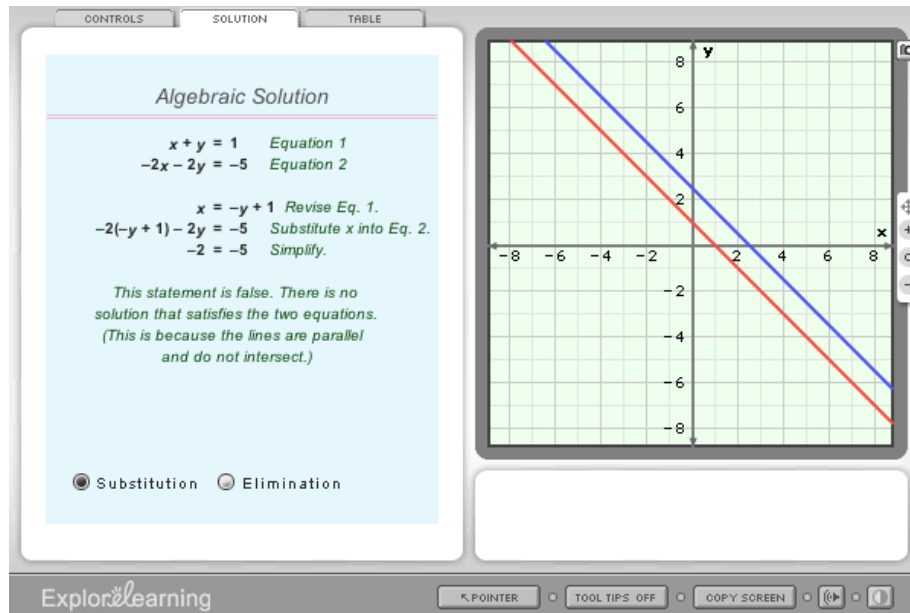 CONTROLS
SOLUTION
TABLE
Algebraic Solution
x + y = 1 Equation 1
−2x − 2y = −5 Equation 2
x = −y + 1 Revise Eq. 1.
−2(−y + 1) − 2y = −5 Substitute x into Eq. 2.
−2 = −5 Simplify.
This statement is false. There is no
solution that satisfies the two equations.
(This is because the lines are parallel
and do not intersect.)
Substitution Elimination
y
8
6
4
2
x
−8 −6 −4 −2 2 4 6 8
−2
−4
−6
−8
ExploreLearning
POINTER
TOOL TIPS OFF
COPY SCREEN